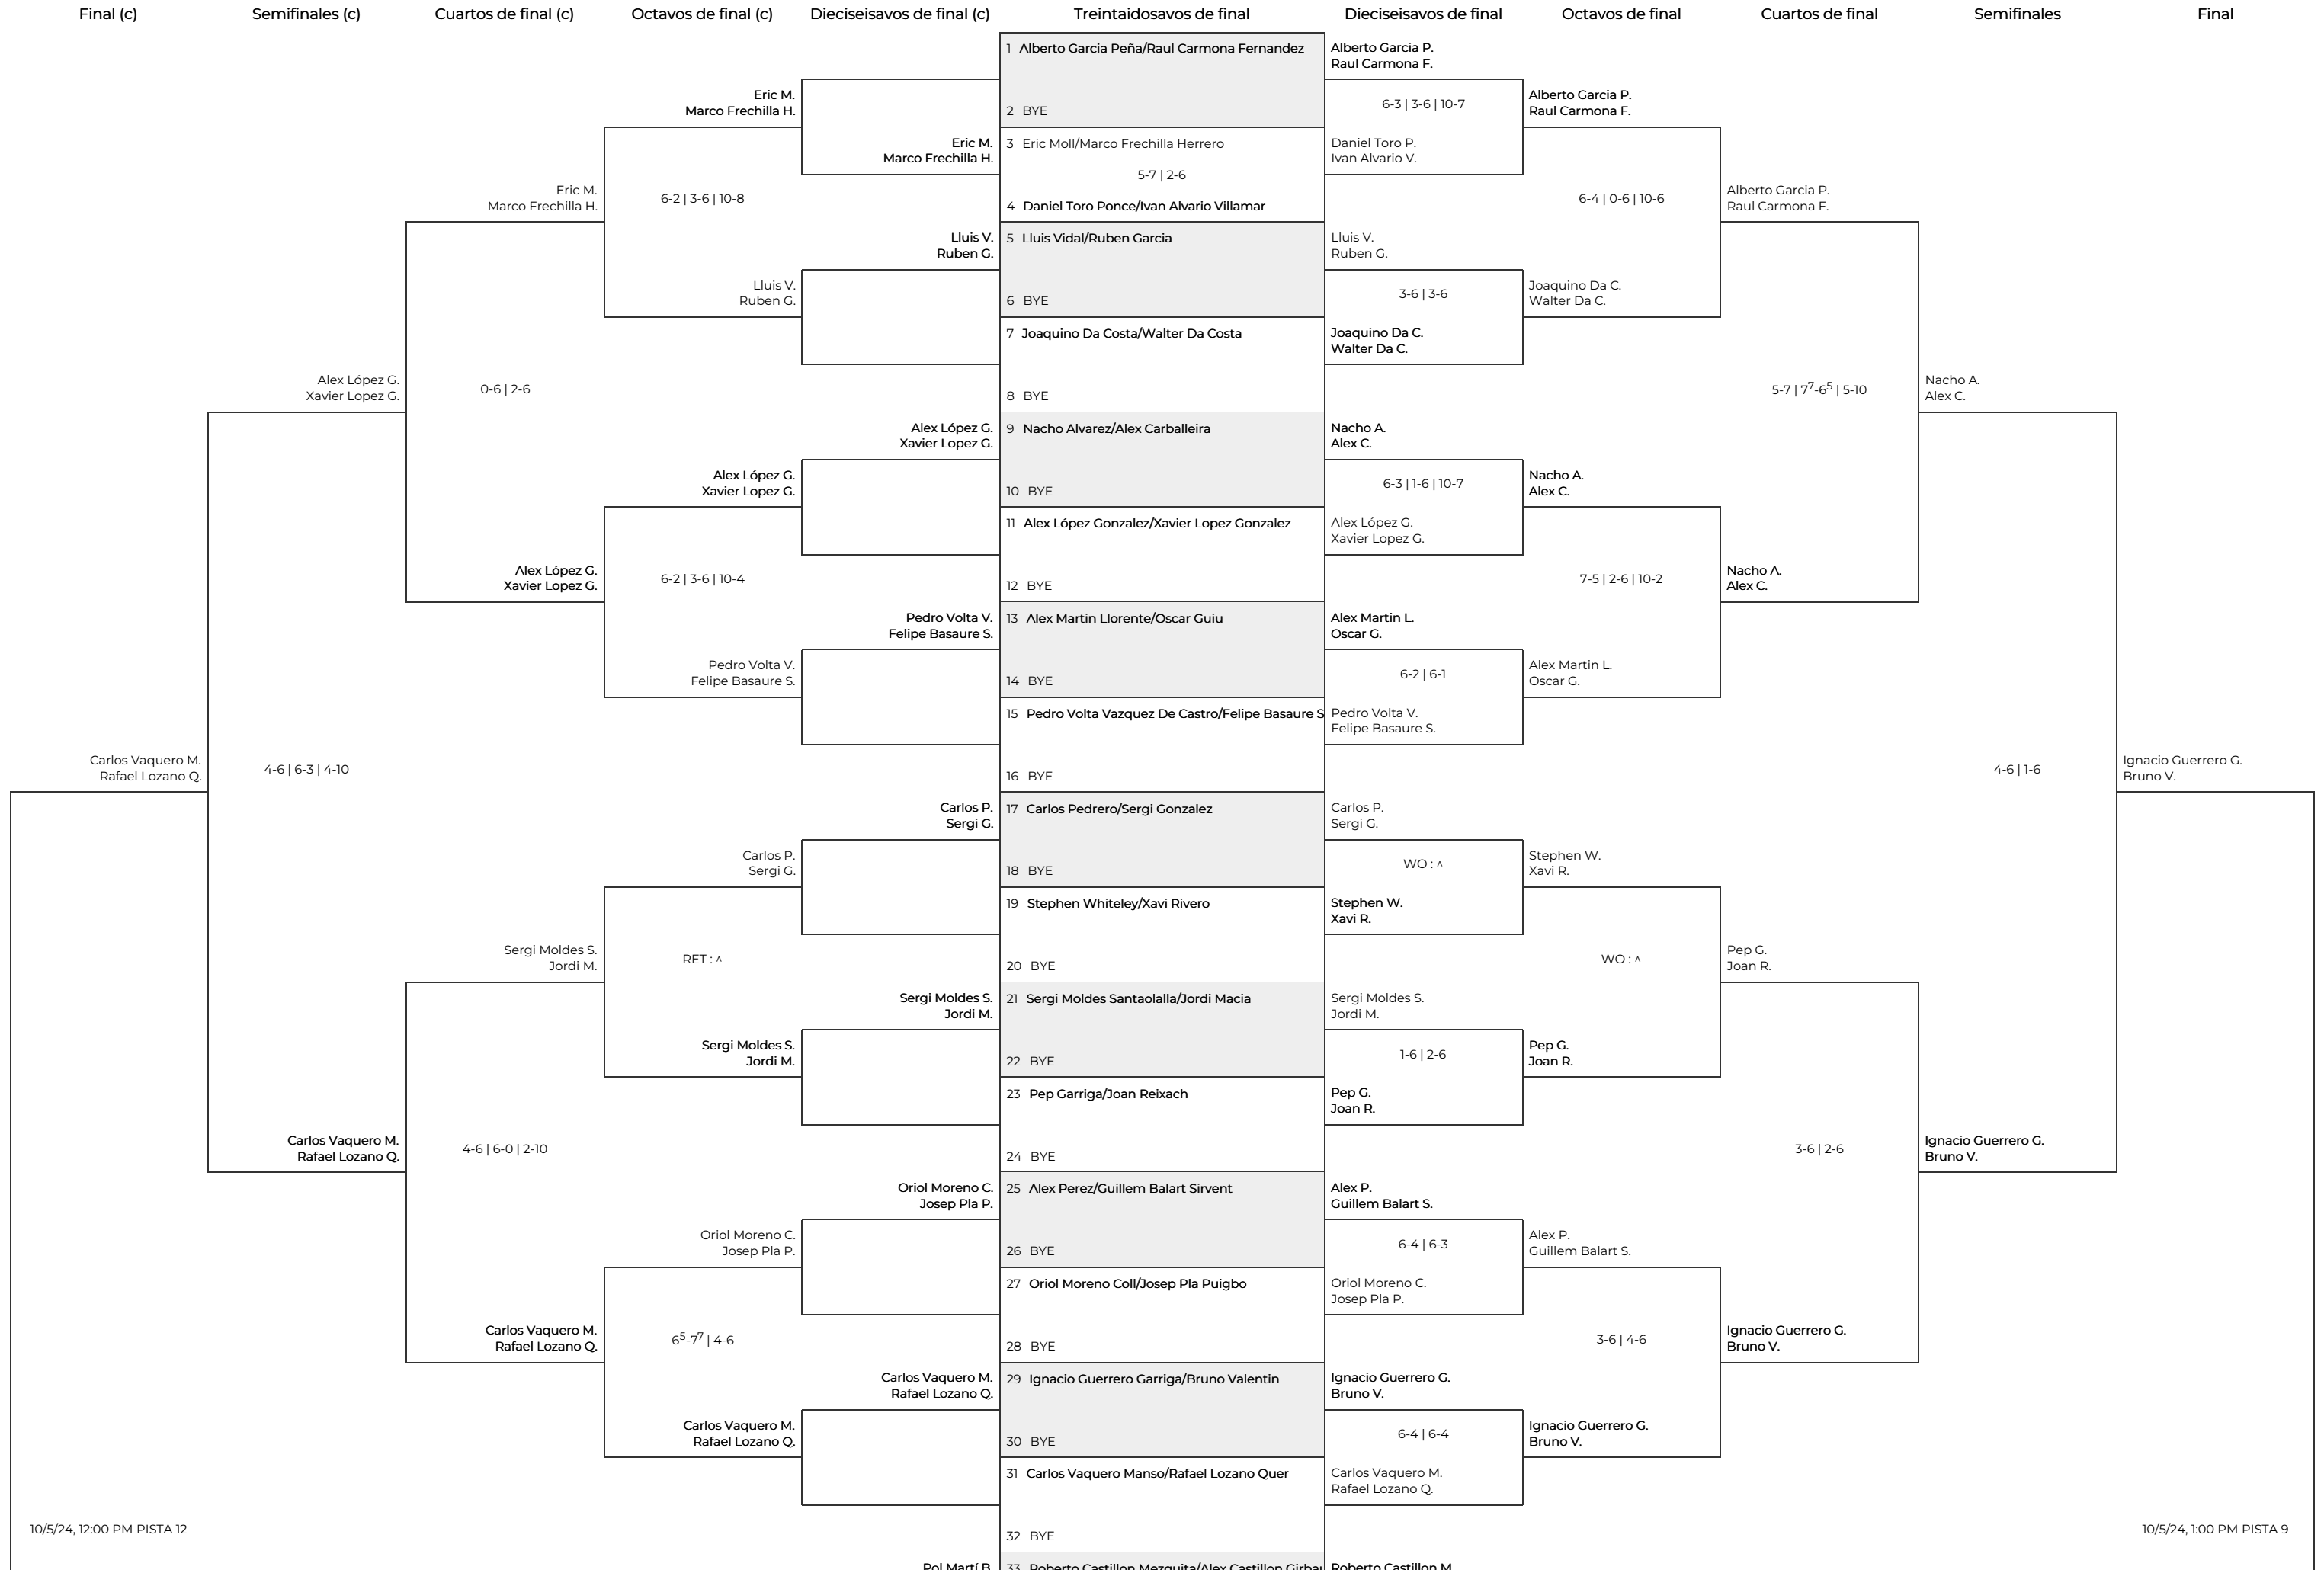 Final (c)
Semifinales (c)
Cuartos de final (c)
Octavos de final (c)
Dieciseisavos de final (c)
Treintaidosavos de final
Dieciseisavos de final
Octavos de final
Cuartos de final
Semifinales
Final
Carlos Vaquero M.
Rafael Lozano Q.
10/5/24, 12:00 PM PISTA 12
Alex López G.
Xavier Lopez G.
4-6 | 6-3 | 4-10
Carlos Vaquero M.
Rafael Lozano Q.
Eric M.
Marco Frechilla H.
0-6 | 2-6
Alex López G.
Xavier Lopez G.
Sergi Moldes S.
Jordi M.
4-6 | 6-0 | 2-10
Carlos Vaquero M.
Rafael Lozano Q.
Eric M.
Marco Frechilla H.
6-2 | 3-6 | 10-8
Lluis V.
Ruben G.
Alex López G.
Xavier Lopez G.
6-2 | 3-6 | 10-4
Pedro Volta V.
Felipe Basaure S.
Carlos P.
Sergi G.
RET : ^
Sergi Moldes S.
Jordi M.
Oriol Moreno C.
Josep Pla P.
6⁵-7⁷ | 4-6
Carlos Vaquero M.
Rafael Lozano Q.
Eric M.
Marco Frechilla H.
Lluis V.
Ruben G.
Alex López G.
Xavier Lopez G.
Pedro Volta V.
Felipe Basaure S.
Carlos P.
Sergi G.
Sergi Moldes S.
Jordi M.
Oriol Moreno C.
Josep Pla P.
Carlos Vaquero M.
Rafael Lozano Q.
Pol Martí B.
1 Alberto Garcia Peña/Raul Carmona Fernandez
2 BYE
3 Eric Moll/Marco Frechilla Herrero
5-7 | 2-6
4 Daniel Toro Ponce/Ivan Alvario Villamar
5 Lluis Vidal/Ruben Garcia
6 BYE
7 Joaquino Da Costa/Walter Da Costa
8 BYE
9 Nacho Alvarez/Alex Carballeira
10 BYE
11 Alex López Gonzalez/Xavier Lopez Gonzalez
12 BYE
13 Alex Martin Llorente/Oscar Guiu
14 BYE
15 Pedro Volta Vazquez De Castro/Felipe Basaure S
16 BYE
17 Carlos Pedrero/Sergi Gonzalez
18 BYE
19 Stephen Whiteley/Xavi Rivero
20 BYE
21 Sergi Moldes Santaolalla/Jordi Macia
22 BYE
23 Pep Garriga/Joan Reixach
24 BYE
25 Alex Perez/Guillem Balart Sirvent
26 BYE
27 Oriol Moreno Coll/Josep Pla Puigbo
28 BYE
29 Ignacio Guerrero Garriga/Bruno Valentin
30 BYE
31 Carlos Vaquero Manso/Rafael Lozano Quer
32 BYE
33 Roberto Castillon Mezquita/Alex Castillon Girbau
Alberto Garcia P.
Raul Carmona F.
6-3 | 3-6 | 10-7
Daniel Toro P.
Ivan Alvario V.
Lluis V.
Ruben G.
3-6 | 3-6
Joaquino Da C.
Walter Da C.
Nacho A.
Alex C.
6-3 | 1-6 | 10-7
Alex López G.
Xavier Lopez G.
Alex Martin L.
Oscar G.
6-2 | 6-1
Pedro Volta V.
Felipe Basaure S.
Carlos P.
Sergi G.
WO : ^
Stephen W.
Xavi R.
Sergi Moldes S.
Jordi M.
1-6 | 2-6
Pep G.
Joan R.
Alex P.
Guillem Balart S.
6-4 | 6-3
Oriol Moreno C.
Josep Pla P.
Ignacio Guerrero G.
Bruno V.
6-4 | 6-4
Carlos Vaquero M.
Rafael Lozano Q.
Roberto Castillon M.
Alberto Garcia P.
Raul Carmona F.
6-4 | 0-6 | 10-6
Joaquino Da C.
Walter Da C.
Nacho A.
Alex C.
7-5 | 2-6 | 10-2
Alex Martin L.
Oscar G.
Stephen W.
Xavi R.
WO : ^
Pep G.
Joan R.
Alex P.
Guillem Balart S.
3-6 | 4-6
Ignacio Guerrero G.
Bruno V.
Alberto Garcia P.
Raul Carmona F.
5-7 | 7⁷-6⁵ | 5-10
Nacho A.
Alex C.
Pep G.
Joan R.
3-6 | 2-6
Ignacio Guerrero G.
Bruno V.
Nacho A.
Alex C.
4-6 | 1-6
Ignacio Guerrero G.
Bruno V.
Ignacio Guerrero G.
Bruno V.
10/5/24, 1:00 PM PISTA 9